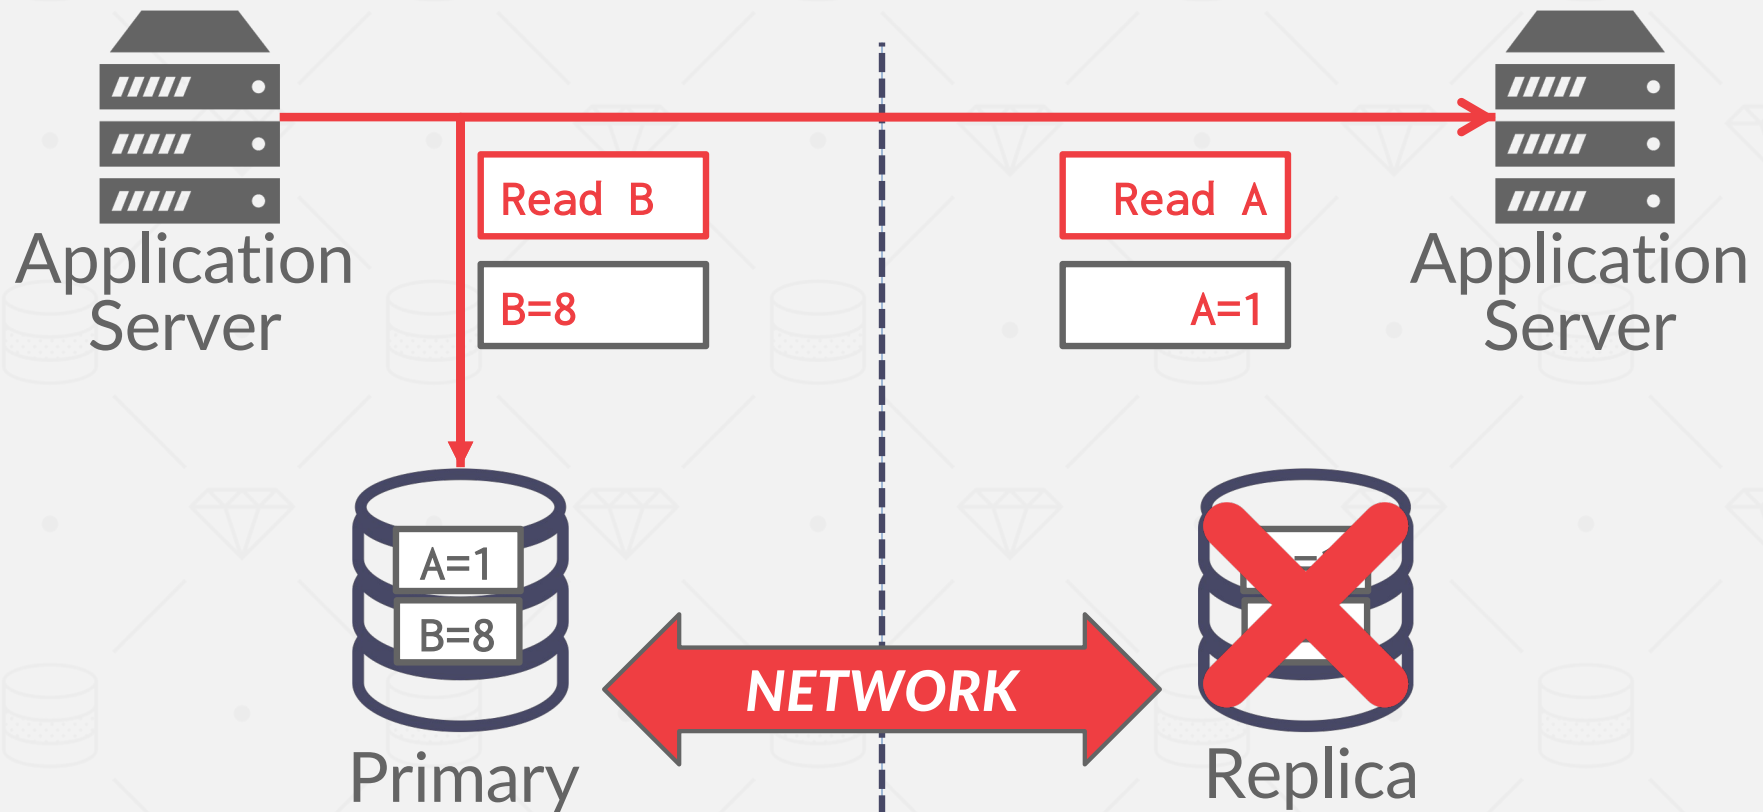 Read B
Read A
Application
Server
B=8
A=1
Application
Server
A=1
B=8
NETWORK
Primary
Replica